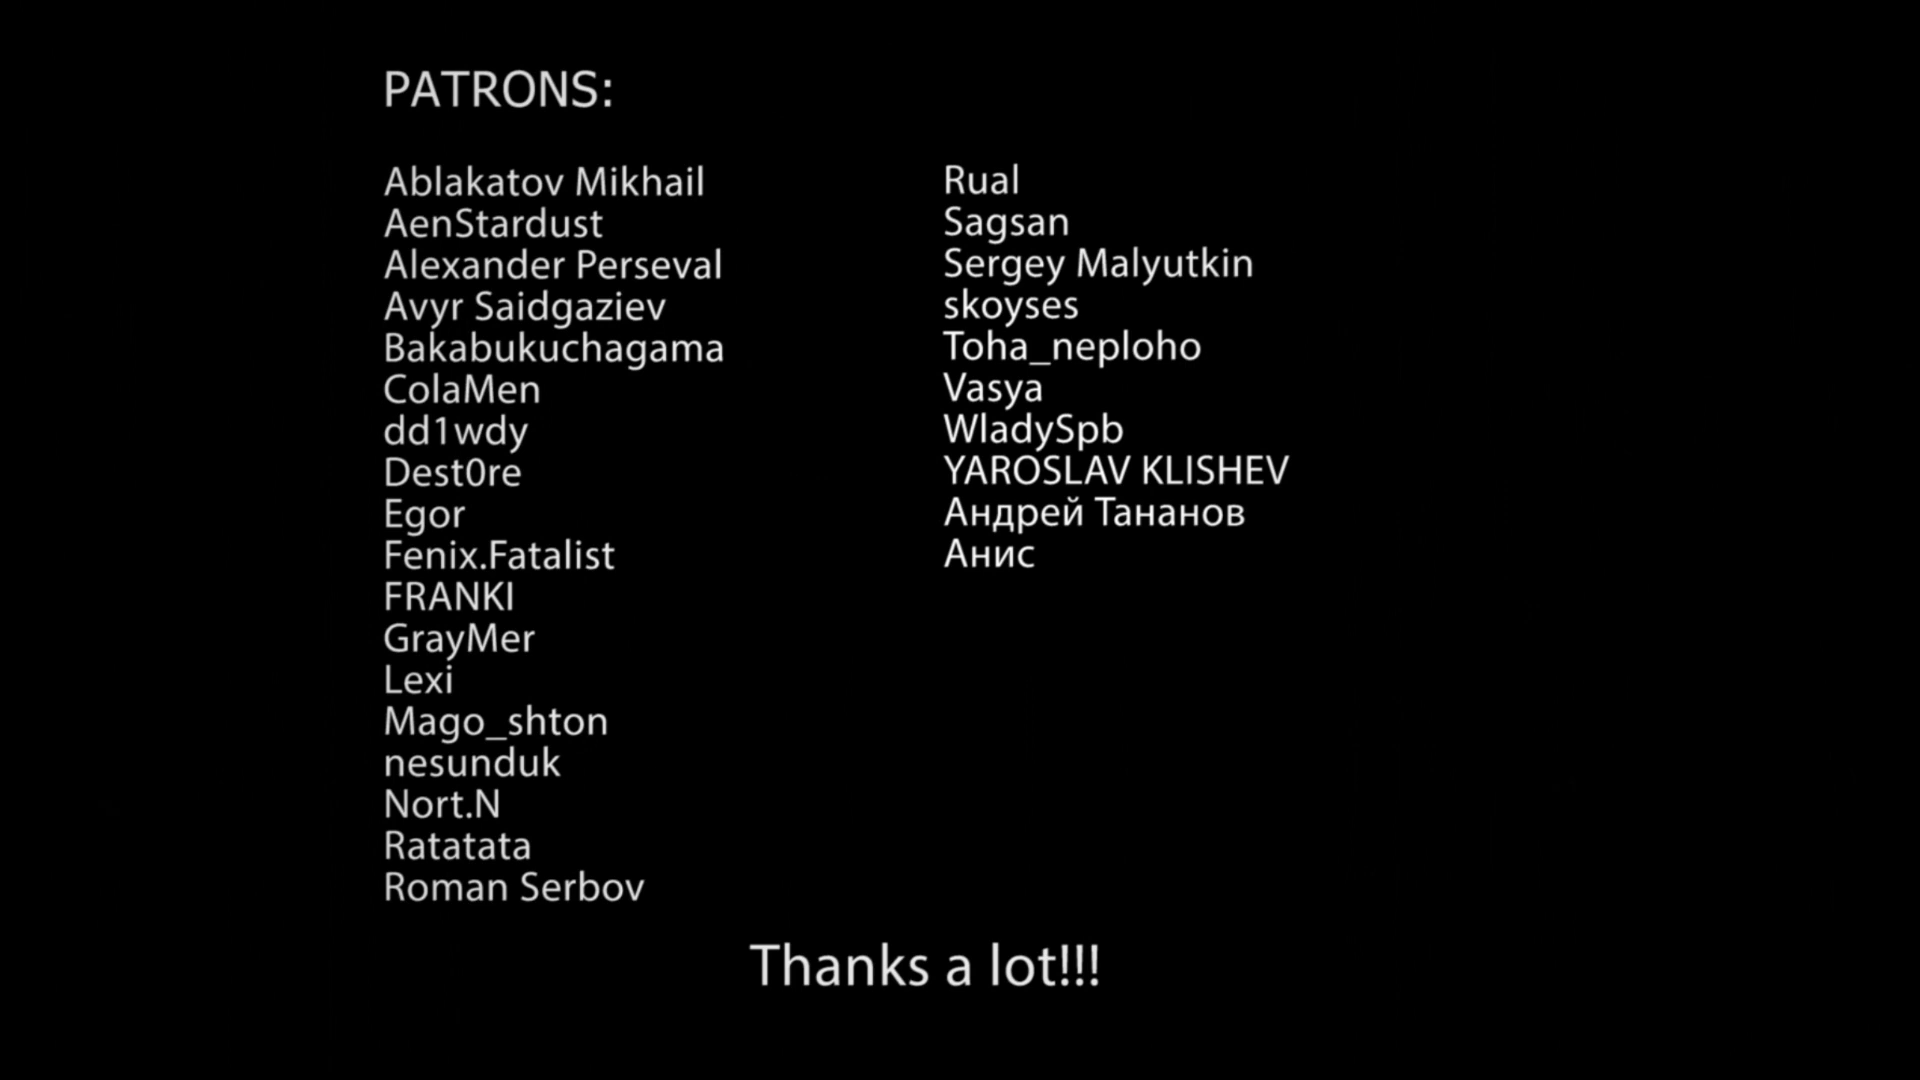 PATRONS:
Ablakatov Mikhail
AenStardust
Alexander Perseval
Avyr Saidgaziev
Bakabukuchagama
ColaMen
dd1wdy
Dest0re
Egor
Fenix.Fatalist
FRANKI
GrayMer
Lexi
Mago_shton
nesunduk
Nort.N
Ratatata
Roman Serbov
Rual
Sagsan
Sergey Malyutkin
skoyses
Toha_neploho
Vasya
WladySpb
YAROSLAV KLISHEV
Андрей Тананов
Анис
Thanks a lot!!!